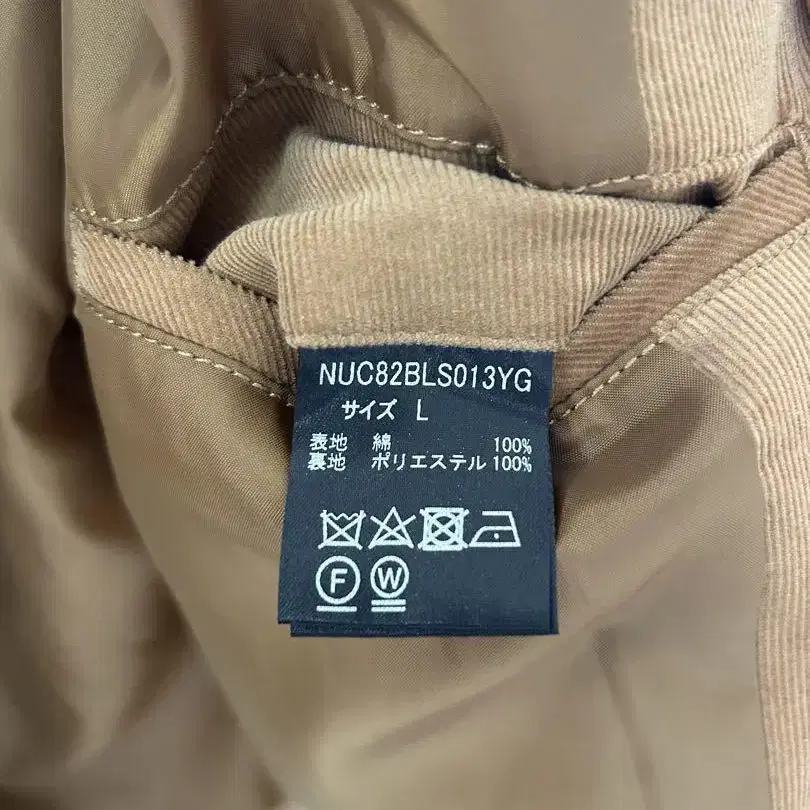 NUC82BLS013YG
サイズ L
表地 綿 100%
裏地 ポリエステル 100%
F W